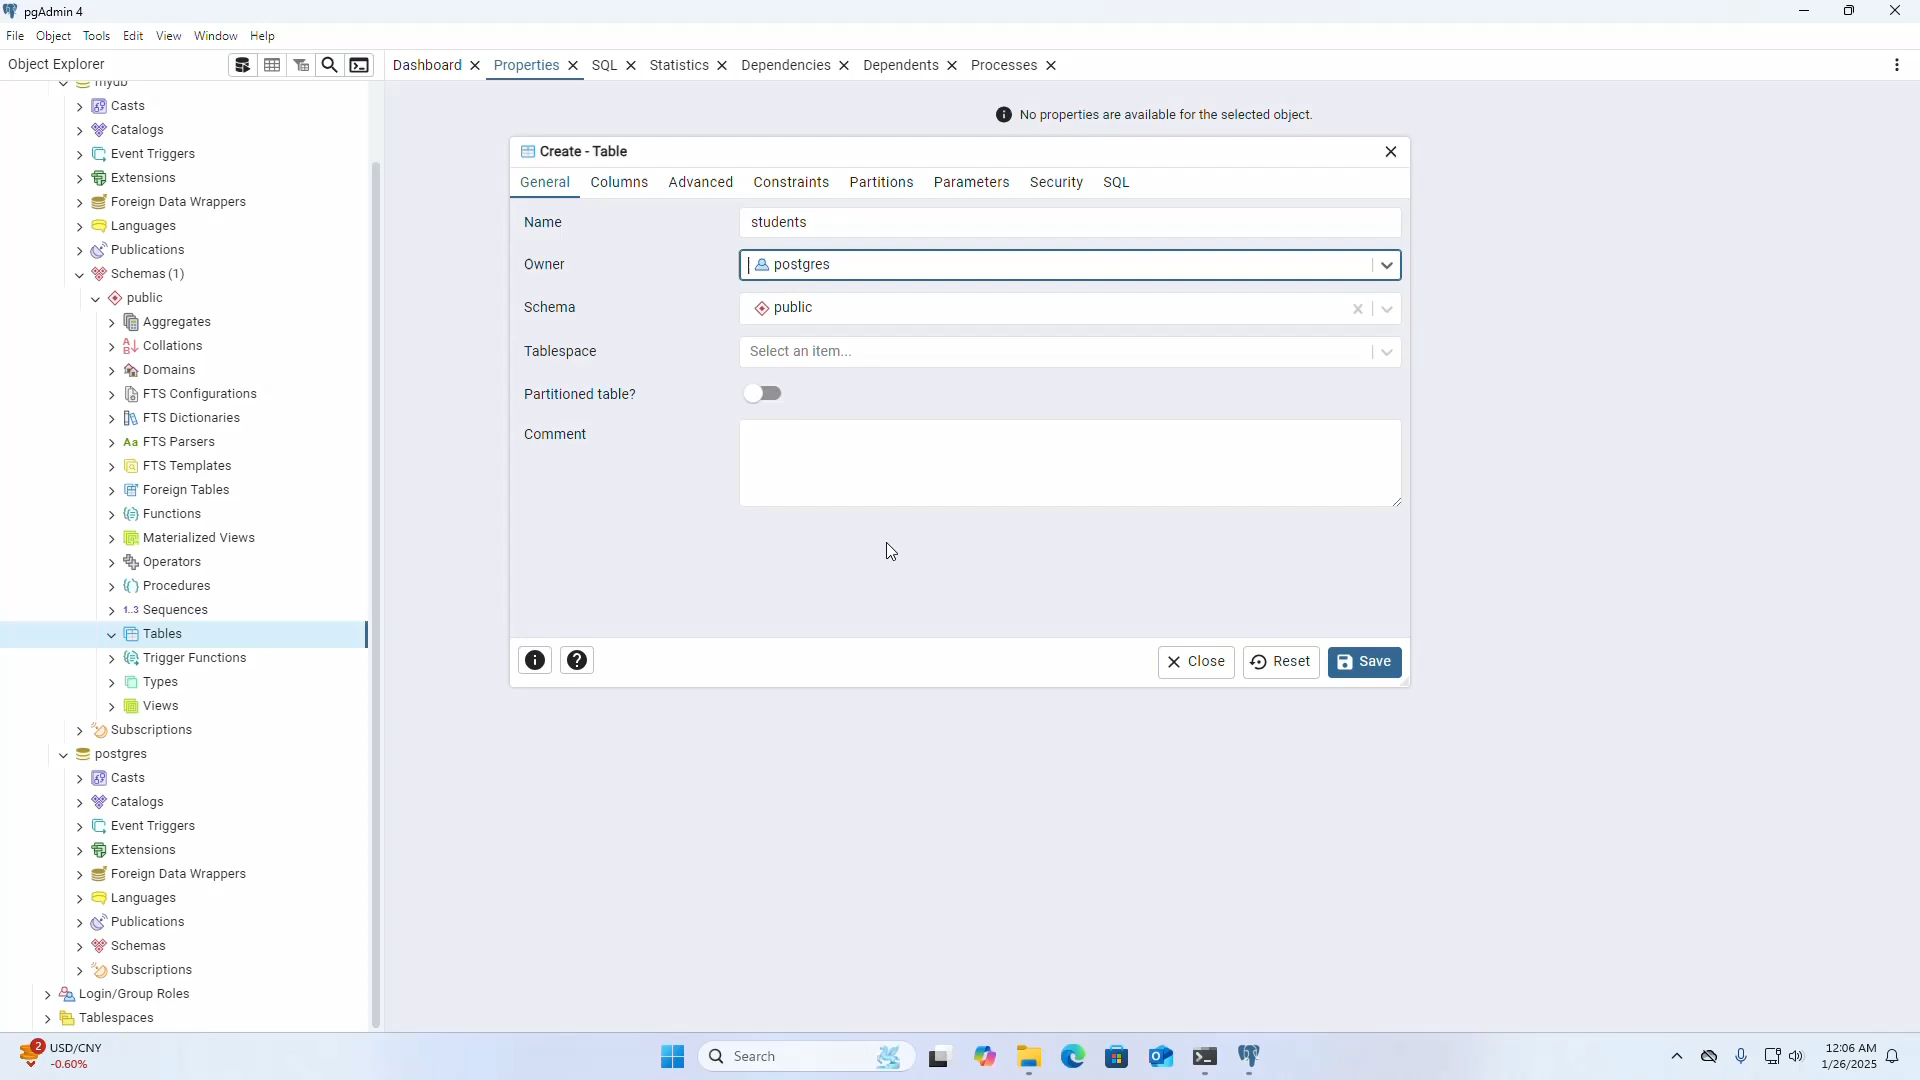 pgAdmin 4
File Object Tools Edit View Window Help
Object Explorer
Dashboard Properties SQL Statistics Dependencies Dependents Processes
No properties are available for the selected object.
Casts
Catalogs
Event Triggers
Extensions
Foreign Data Wrappers
Languages
Publications
Schemas (1)
public
Aggregates
Collations
Domains
FTS Configurations
FTS Dictionaries
Aa FTS Parsers
FTS Templates
Foreign Tables
Functions
Materialized Views
Operators
Procedures
1..3 Sequences
Tables
Trigger Functions
Types
Views
Subscriptions
postgres
Casts
Catalogs
Event Triggers
Extensions
Foreign Data Wrappers
Languages
Publications
Schemas
Subscriptions
Login/Group Roles
Tablespaces
Create - Table
General Columns Advanced Constraints Partitions Parameters Security SQL
Name students
Owner postgres
Schema public
Tablespace Select an item...
Partitioned table?
Comment
Close Reset Save
2 USD/CNY
-0.60%
Search
12:06 AM
1/26/2025